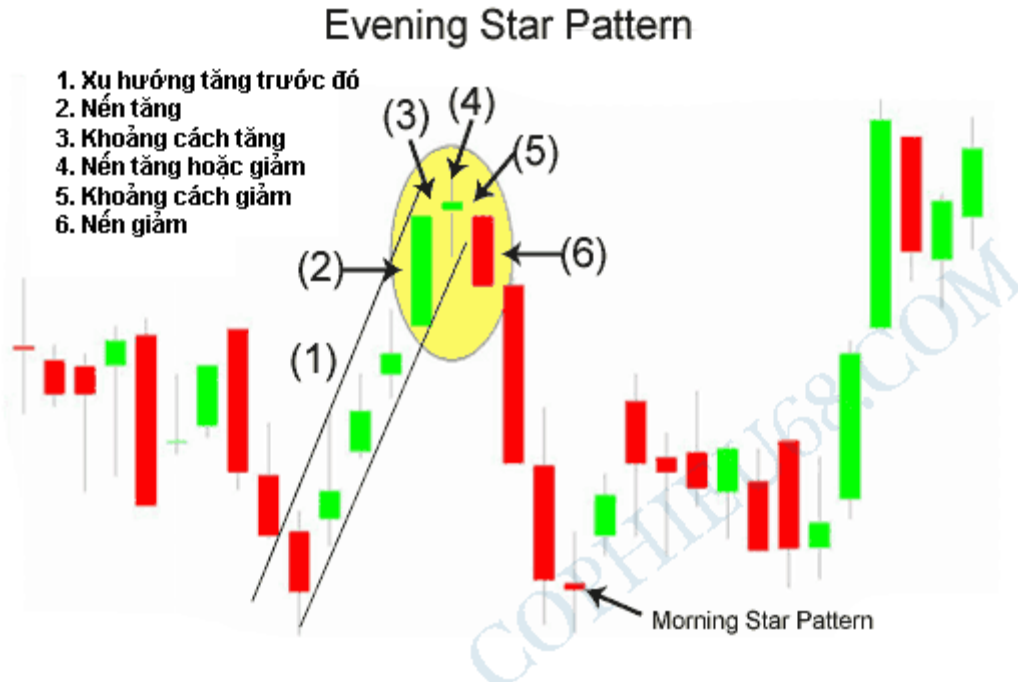 Evening Star Pattern
1. Xu hướng tăng trước đó
2. Nến tăng
3. Khoảng cách tăng
4. Nến tăng hoặc giảm
5. Khoảng cách giảm
6. Nến giảm
(4)
(3)
(5)
(2)
(6)
(1)
Morning Star Pattern
COPHIEU68.COM